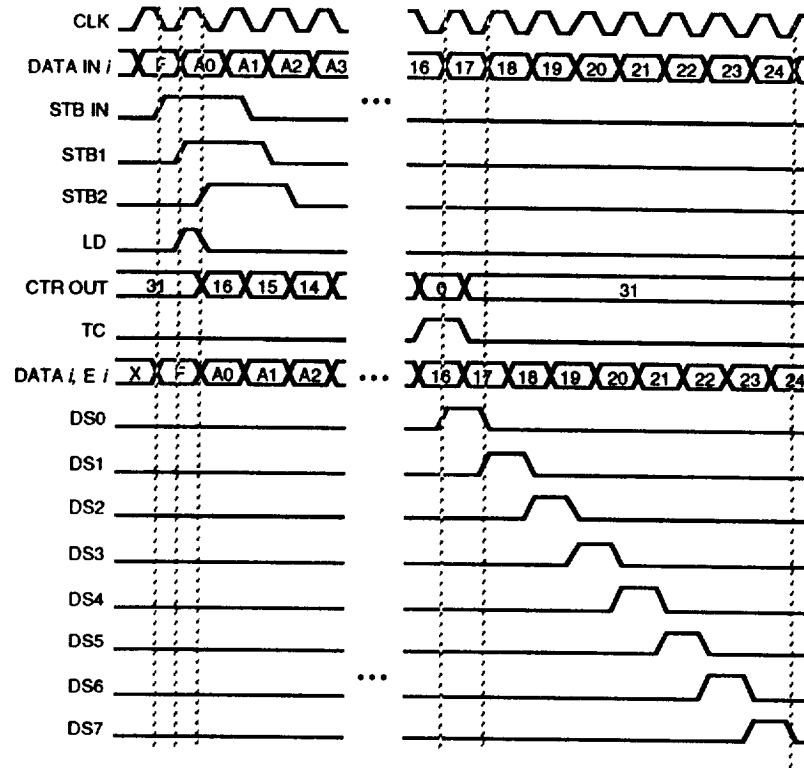 CLK
DATA IN i F A0 A1 A2 A3 16 17 18 19 20 21 22 23 24
STB IN ...
STB1
STB2
LD
CTR OUT 31 16 15 14 0 31
TC
DATA i, E i X F A0 A1 A2 ... 16 17 18 19 20 21 22 23 24
DS0
DS1
DS2
DS3
DS4
DS5
DS6 ...
DS7